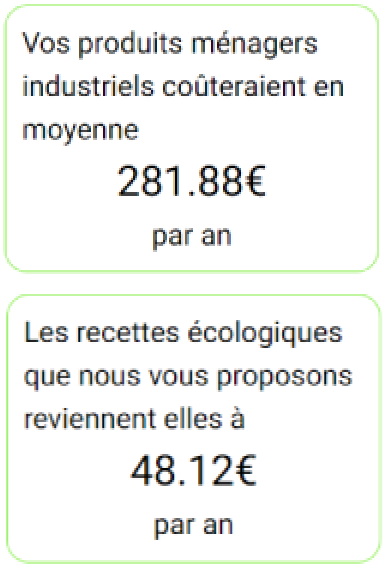 Vos produits ménagers
industriels coûteraient en
moyenne
281.88€
par an
Les recettes écologiques
que nous vous proposons
reviennent elles à
48.12€
par an